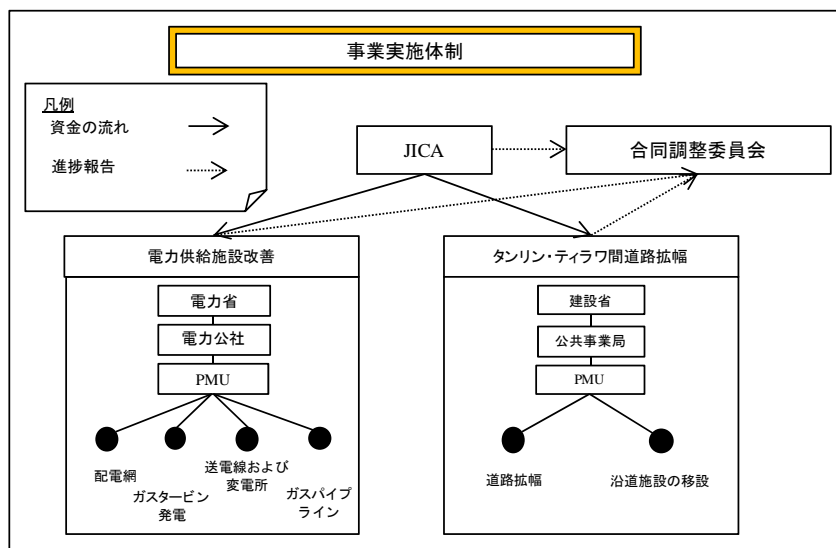 事業実施体制
凡例
資金の流れ
進捗報告
JICA
合同調整委員会
電力供給施設改善
電力省
電力公社
PMU
配電網
ガスタービン
発電
送電線および
変電所
ガスパイプ
ライン
タンリン・ティラワ間道路拡幅
建設省
公共事業局
PMU
道路拡幅
沿道施設の移設